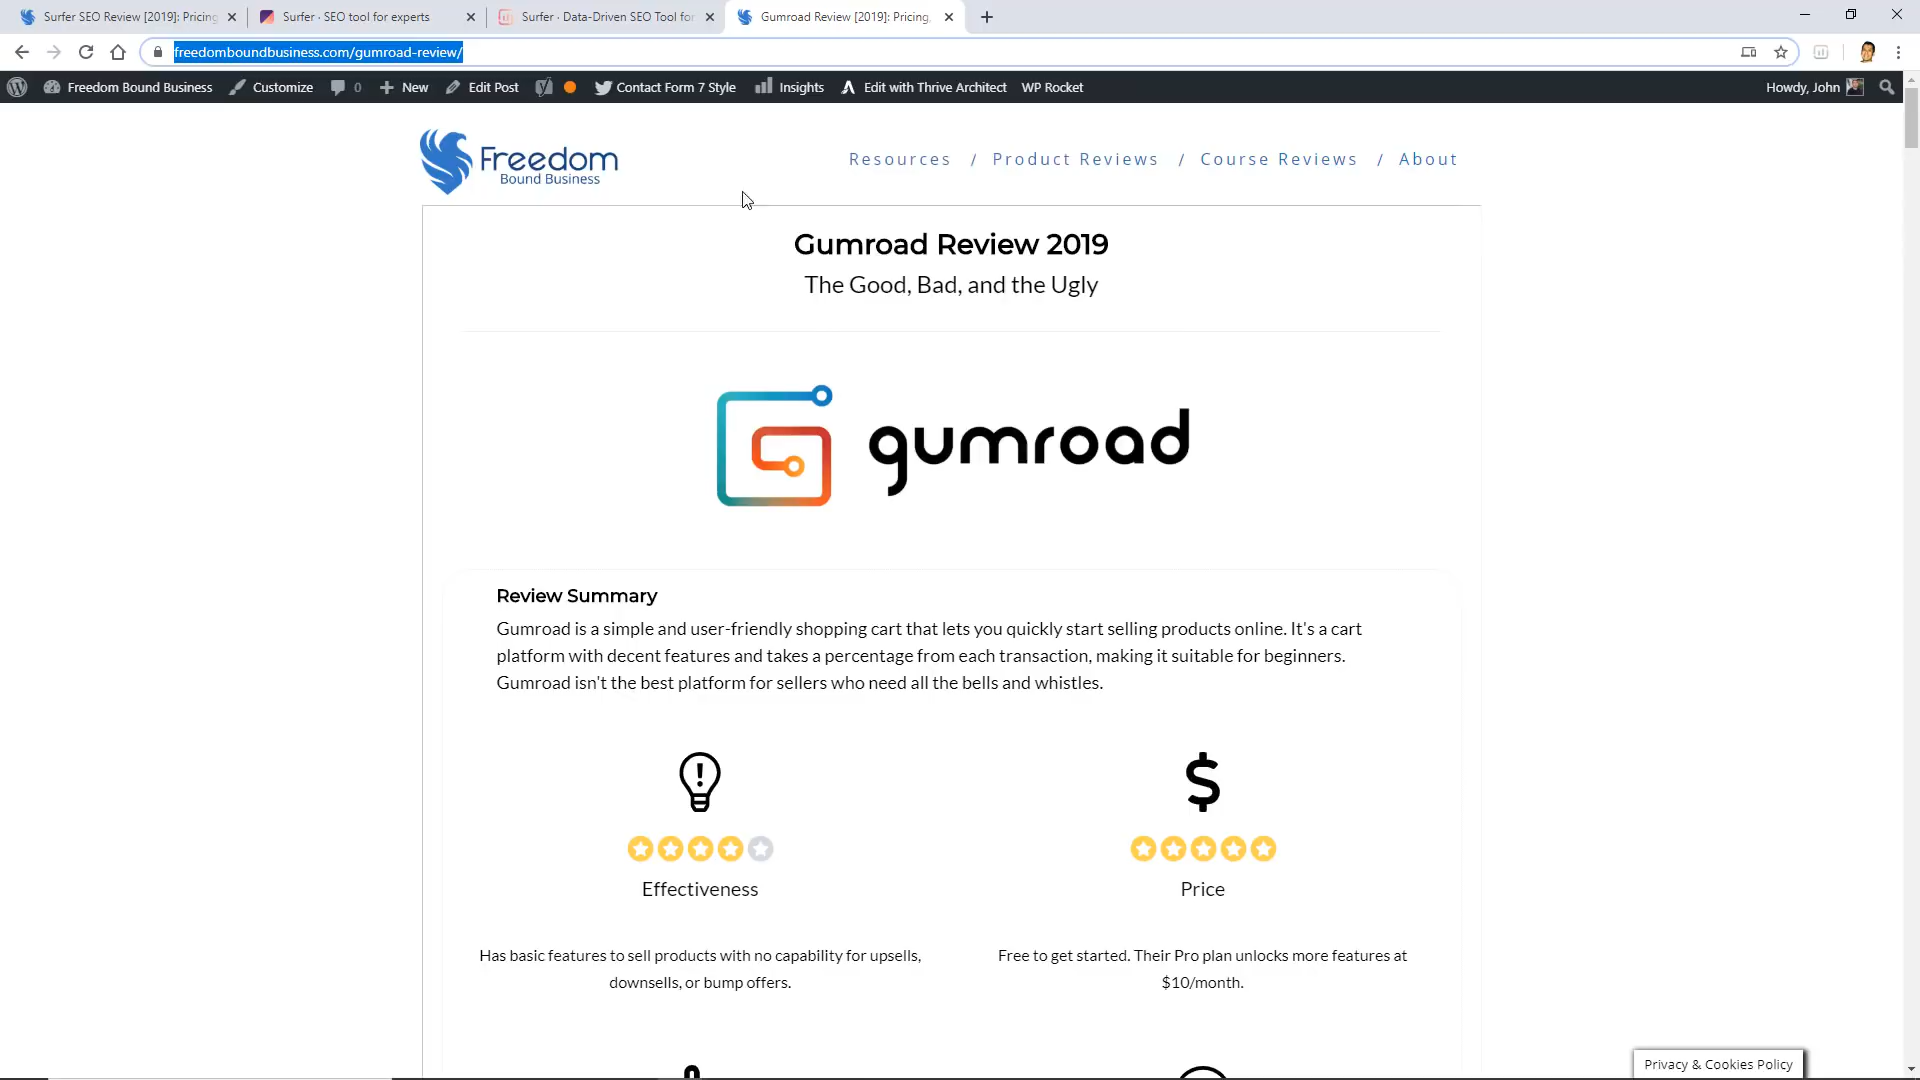 Surfer SEO Review [2019]: Pricing
Surfer · SEO tool for experts
Surfer · Data-Driven SEO Tool for
Gumroad Review [2019]: Pricing,
freedomboundbusiness.com/gumroad-review/
Freedom Bound Business
Customize
0
New
Edit Post
Contact Form 7 Style
Insights
Edit with Thrive Architect
WP Rocket
Howdy, John
Freedom
Bound Business
Resources / Product Reviews / Course Reviews / About
Gumroad Review 2019
The Good, Bad, and the Ugly
gumroad
Review Summary
Gumroad is a simple and user-friendly shopping cart that lets you quickly start selling products online. It's a cart
platform with decent features and takes a percentage from each transaction, making it suitable for beginners.
Gumroad isn't the best platform for sellers who need all the bells and whistles.
Effectiveness
Has basic features to sell products with no capability for upsells,
downsells, or bump offers.
$
Price
Free to get started. Their Pro plan unlocks more features at
$10/month.
Privacy & Cookies Policy